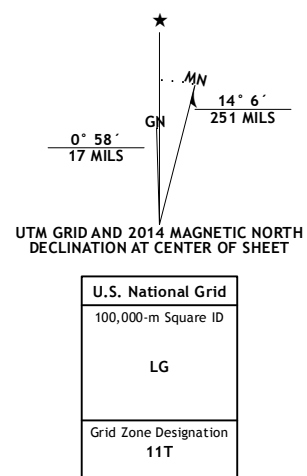 ★
MN
GN
14° 6´
251 MILS
0° 58´
17 MILS
UTM GRID AND 2014 MAGNETIC NORTH
DECLINATION AT CENTER OF SHEET
U.S. National Grid
100,000-m Square ID
LG
Grid Zone Designation
11T